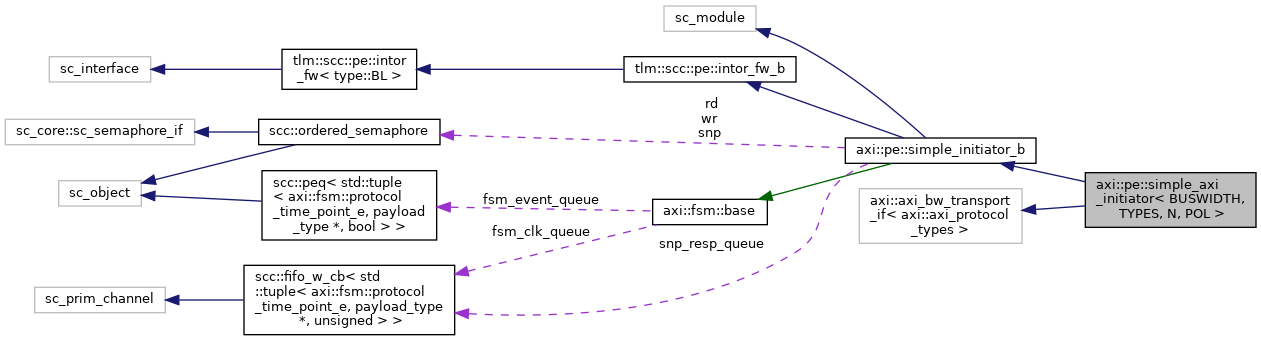 sc_module
tlm::scc::pe::intor
_fw< type::BL >
sc_interface
tlm::scc::pe::intor_fw_b
rd
wr
snp
sc_core::sc_semaphore_if
scc::ordered_semaphore
axi::pe::simple_initiator_b
sc_object
scc::peq< std::tuple
< axi::fsm::protocol
_time_point_e, payload
_type *, bool > >
fsm_event_queue
axi::fsm::base
axi::axi_bw_transport
_if< axi::axi_protocol
_types >
axi::pe::simple_axi
_initiator< BUSWIDTH,
TYPES, N, POL >
fsm_clk_queue
snp_resp_queue
sc_prim_channel
scc::fifo_w_cb< std
::tuple< axi::fsm::protocol
_time_point_e, payload_type
*, unsigned > >